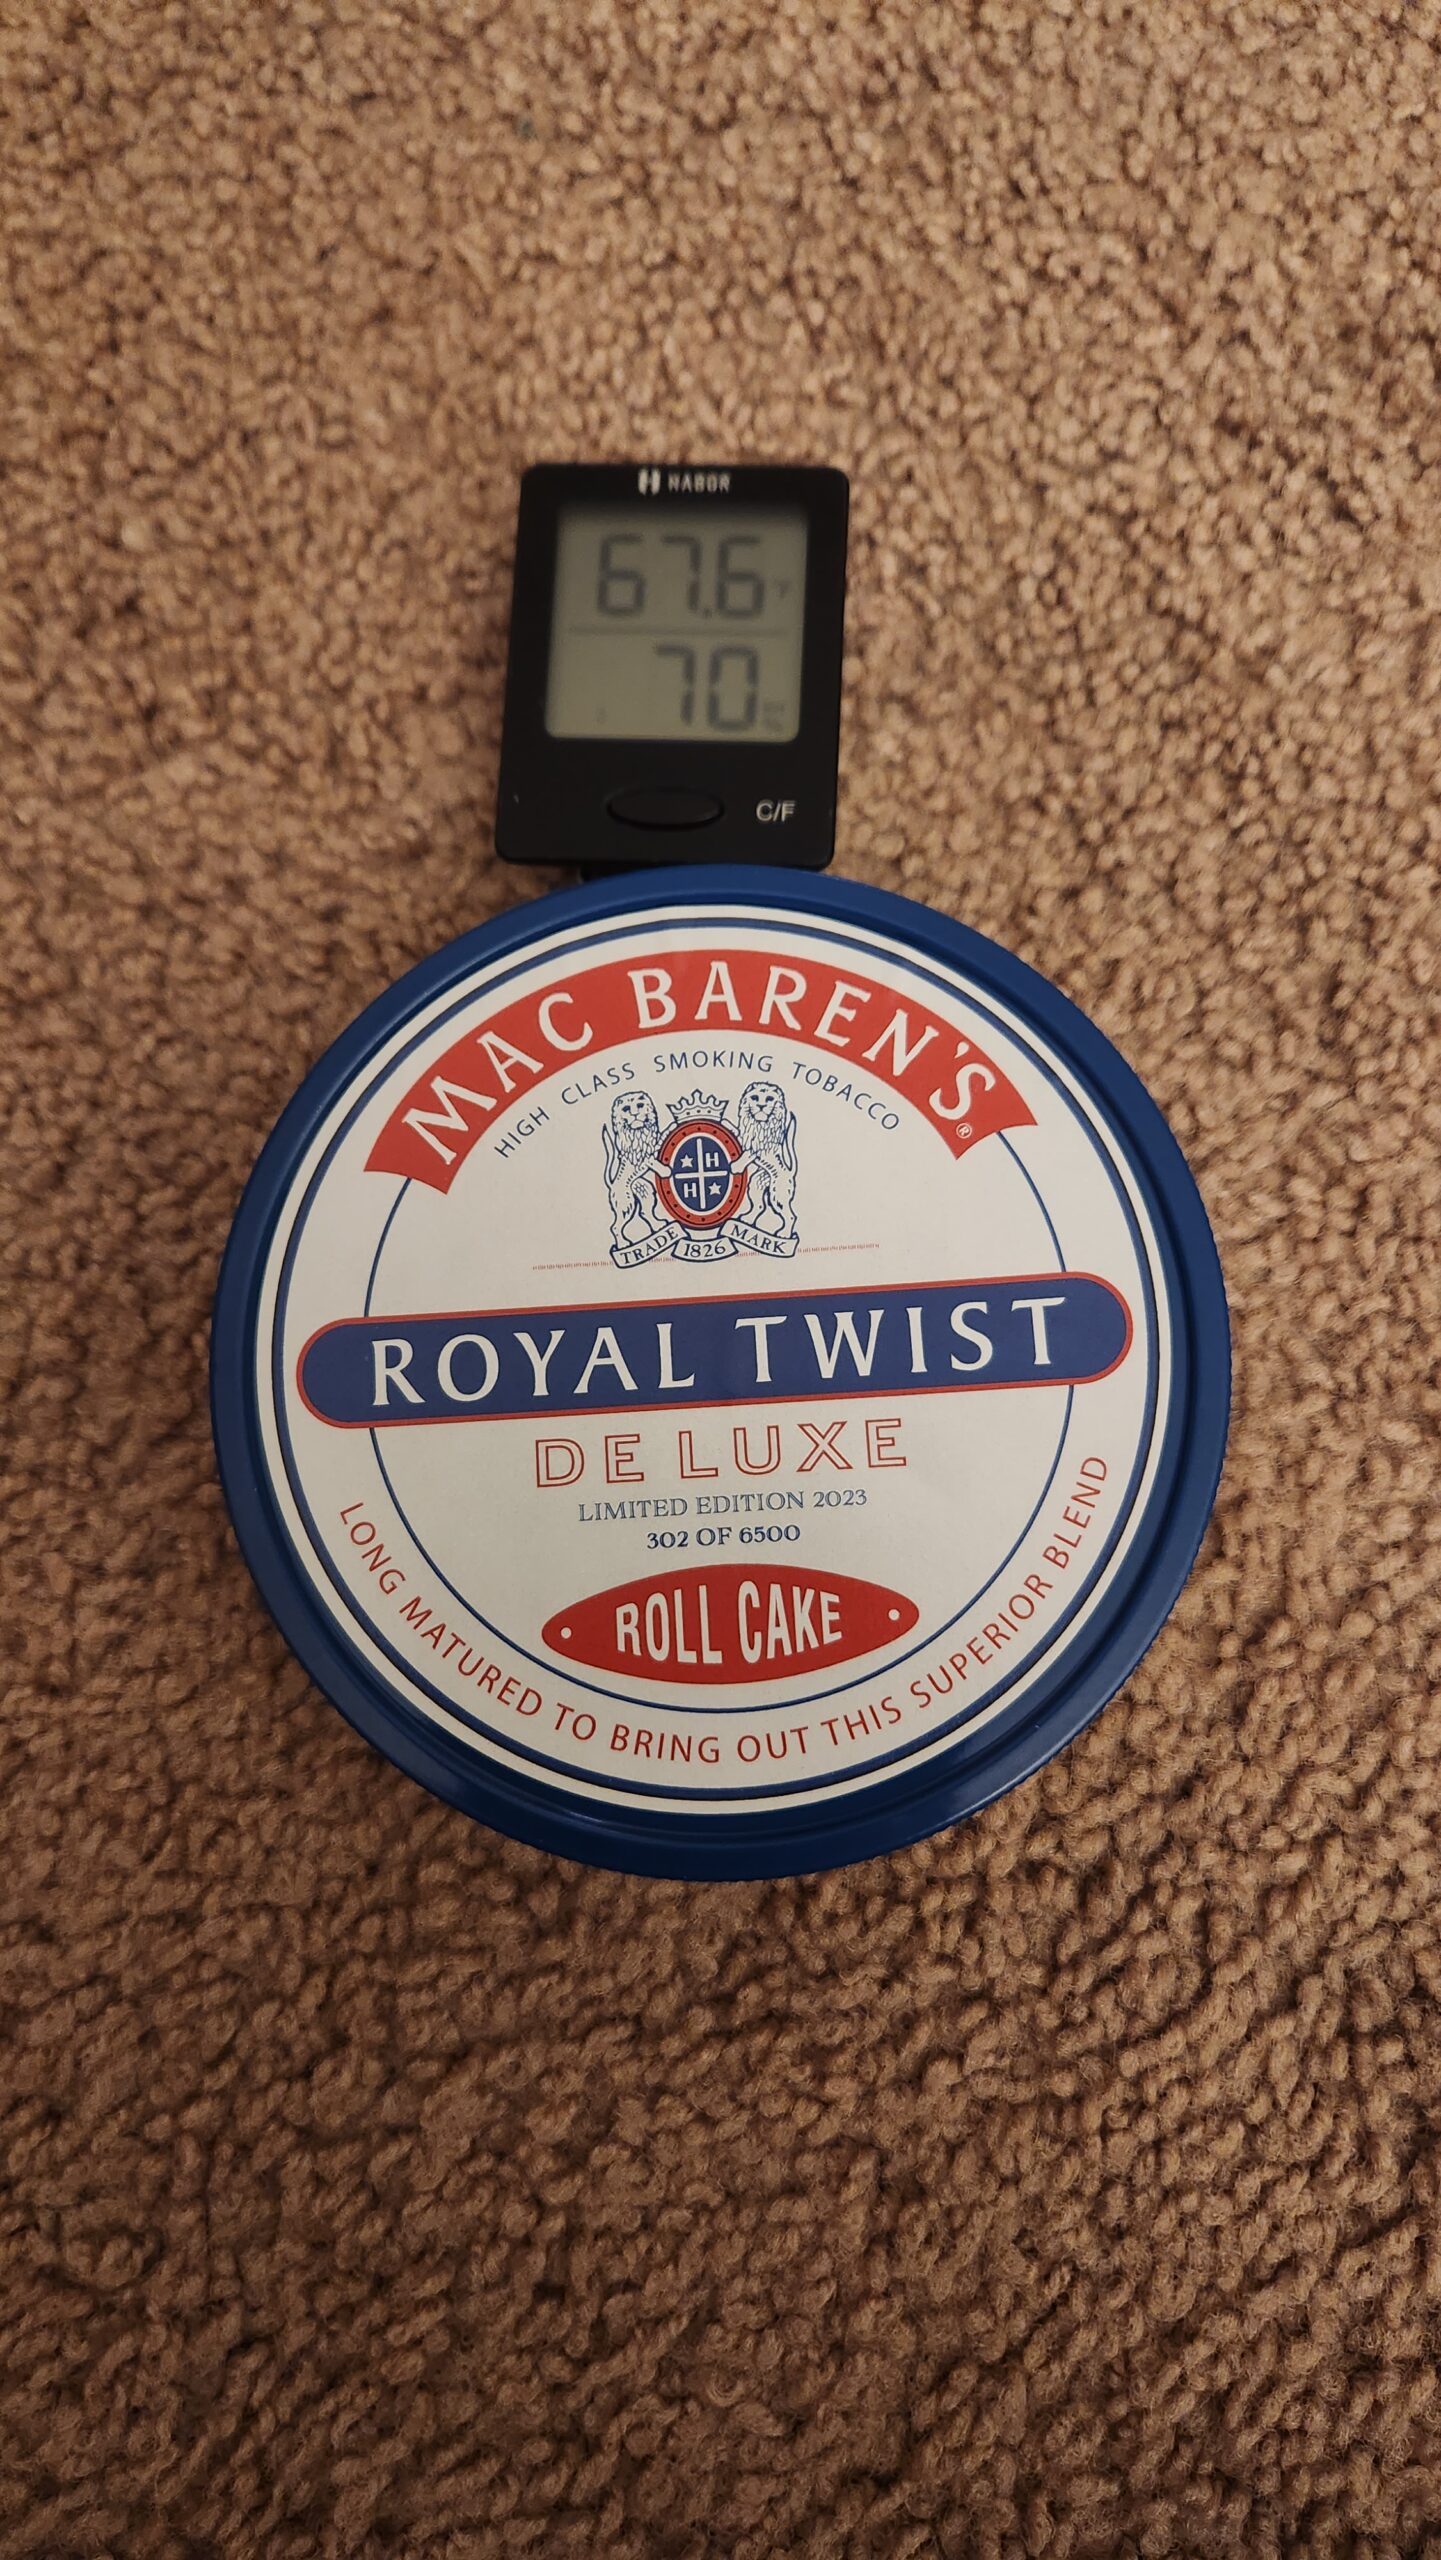 HABOR
67.6°F
70
C/F
MAC BAREN'S®
HIGH CLASS SMOKING TOBACCO
H
H
TRADE 1826 MARK
ROYAL TWIST
DE LUXE
LIMITED EDITION 2023
302 OF 6500
ROLL CAKE
LONG MATURED TO BRING OUT THIS SUPERIOR BLEND